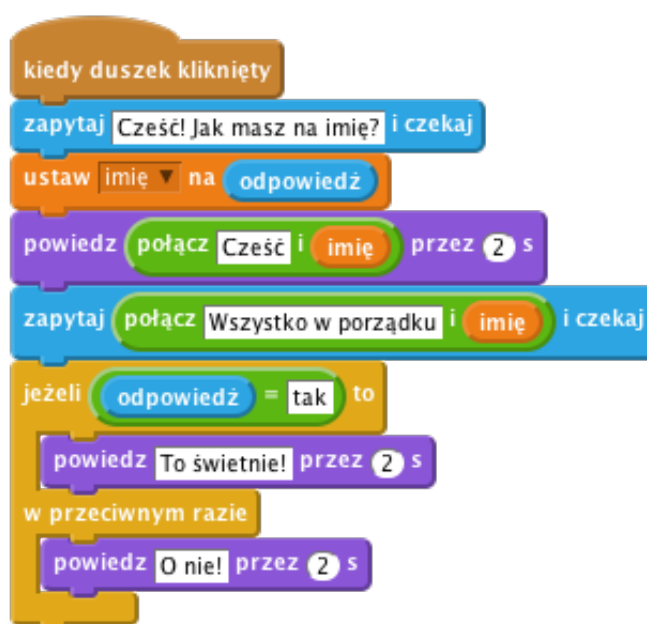 kiedy duszek kliknięty
zapytaj Cześć! Jak masz na imię? i czekaj
ustaw imię na odpowiedź
powiedz połącz Cześć i imię przez 2 s
zapytaj połącz Wszystko w porządku i imię i czekaj
jeżeli odpowiedź = tak to
powiedz To świetnie! przez 2 s
w przeciwnym razie
powiedz O nie! przez 2 s